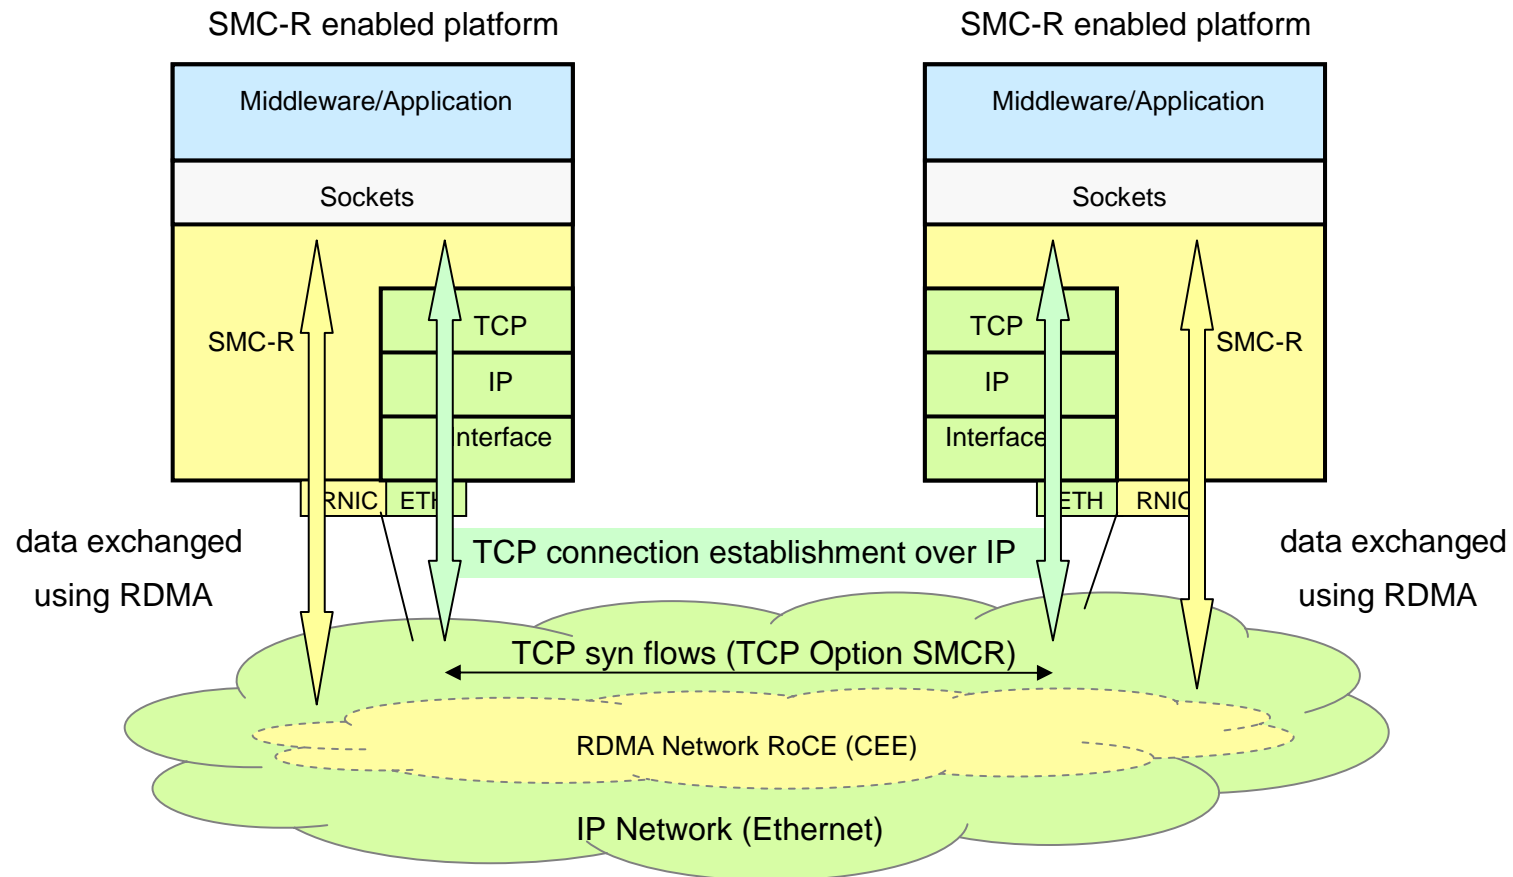 SMC-R enabled platform
SMC-R enabled platform
Middleware/Application
Middleware/Application
Sockets
Sockets
TCP
TCP
SMC-R
SMC-R
IP
IP
Interface
Interface
RNIC
ETH
ETH
RNIC
data exchanged
using RDMA
TCP connection establishment over IP
data exchanged
using RDMA
TCP syn flows (TCP Option SMCR)
RDMA Network RoCE (CEE)
IP Network (Ethernet)